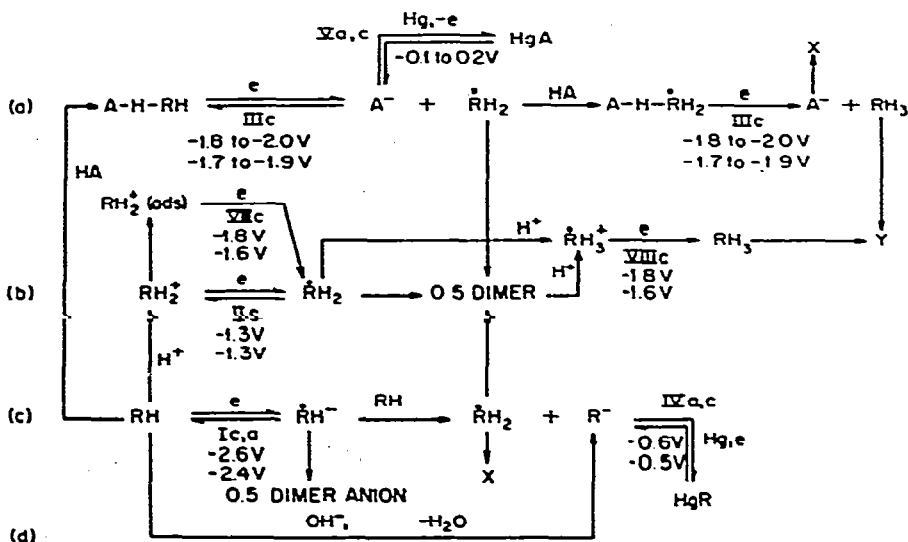 Hg,-e
Va,c HgA
-0.1 to 0.2V
X
(a) A-H-RH e A⁻ + ṘH₂ HA A-H-ṘH₂ e A⁻ + RH₃
IIIc IIIc
-1.8 to -2.0V -1.8 to -2.0V
-1.7 to -1.9V -1.7 to -1.9V
HA
RH₂⁺ (ads) e
VIIc
-1.8V
-1.6V
H⁺ ṘH₃⁺ e RH₃ Y
VIIIc
-1.8V
-1.6V
(b) RH₂⁺ e ṘH₂ 0.5 DIMER H⁺
II,s
-1.3V
-1.3V
H⁺
(c) RH e ṘH⁻ RH ṘH₂ + R⁻ IVa,c
Ic,a
-2.6V
-2.4V
-0.6V Hg,e
-0.5V
X HgR
0.5 DIMER ANION
OH⁻, -H₂O
(d)